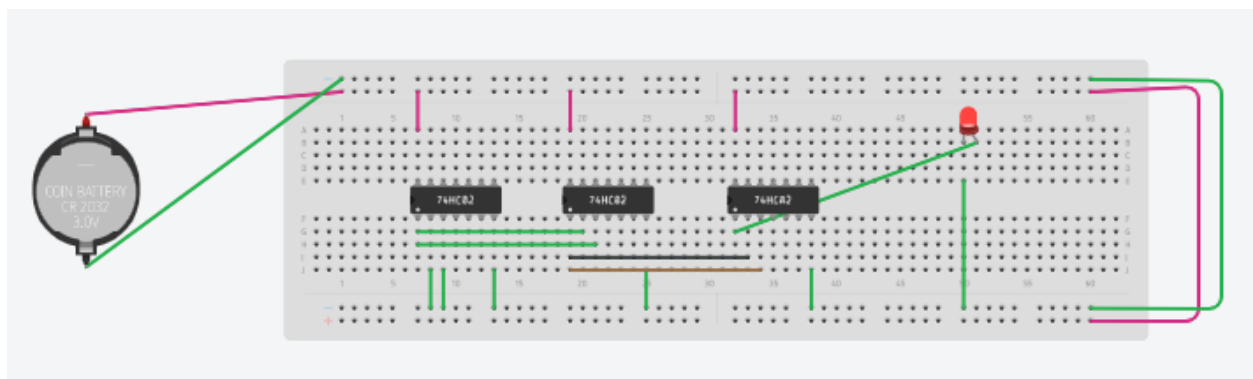 1 5 10 15 20 25 30 35 40 45 50 55 60
A A
B B
C C
D D
E E
COIN BATTERY
CR 2032
3.0V
74HC02 74HC02 74HC02
F F
G G
H H
I I
J J
1 5 10 15 20 25 30 35 40 45 50 55 60